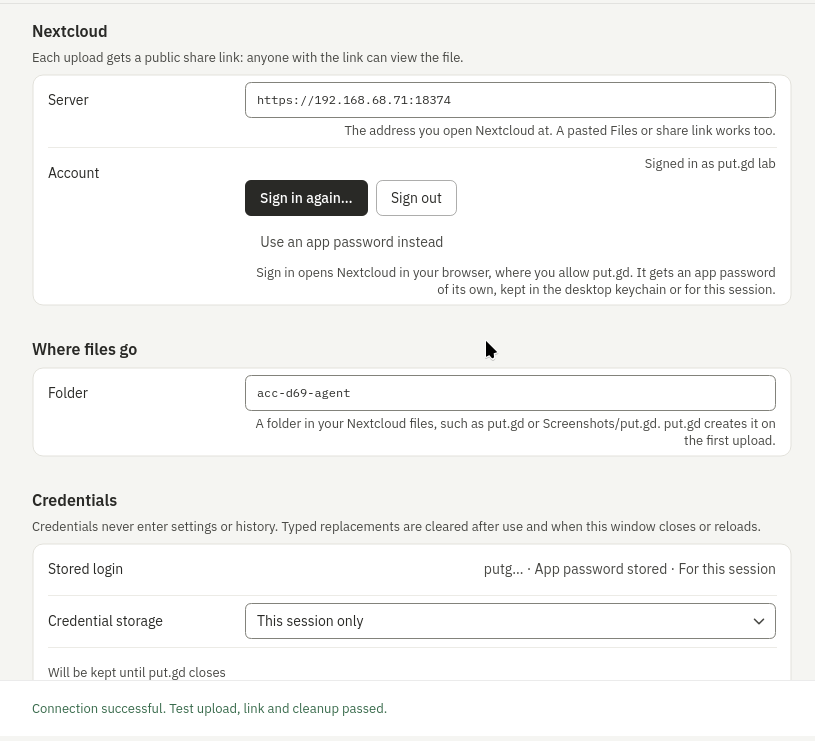 Nextcloud
Each upload gets a public share link: anyone with the link can view the file.
Server
https://192.168.68.71:18374
The address you open Nextcloud at. A pasted Files or share link works too.
Account
Signed in as put.gd lab
Sign in again...
Sign out
Use an app password instead
Sign in opens Nextcloud in your browser, where you allow put.gd. It gets an app password
of its own, kept in the desktop keychain or for this session.
Where files go
Folder
acc-d69-agent
A folder in your Nextcloud files, such as put.gd or Screenshots/put.gd. put.gd creates it on
the first upload.
Credentials
Credentials never enter settings or history. Typed replacements are cleared after use and when this window closes or reloads.
Stored login
putg... · App password stored · For this session
Credential storage
This session only
Will be kept until put.gd closes
Connection successful. Test upload, link and cleanup passed.